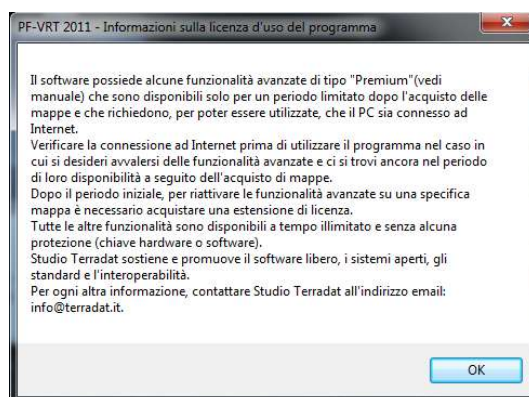 PF-VRT 2011 - Informazioni sulla licenza d'uso del programma
Il software possiede alcune funzionalità avanzate di tipo "Premium"(vedi
manuale) che sono disponibili solo per un periodo limitato dopo l'acquisto delle
mappe e che richiedono, per poter essere utilizzate, che il PC sia connesso ad
Internet.
Verificare la connessione ad Internet prima di utilizzare il programma nel caso in
cui si desideri avvalersi delle funzionalità avanzate e ci si trovi ancora nel periodo
di loro disponibilità a seguito dell'acquisto di mappe.
Dopo il periodo iniziale, per riattivare le funzionalità avanzate su una specifica
mappa è necessario acquistare una estensione di licenza.
Tutte le altre funzionalità sono disponibili a tempo illimitato e senza alcuna
protezione (chiave hardware o software).
Studio Terradat sostiene e promuove il software libero, i sistemi aperti, gli
standard e l'interoperabilità.
Per ogni altra informazione, contattare Studio Terradat all'indirizzo email:
info@terradat.it.
OK